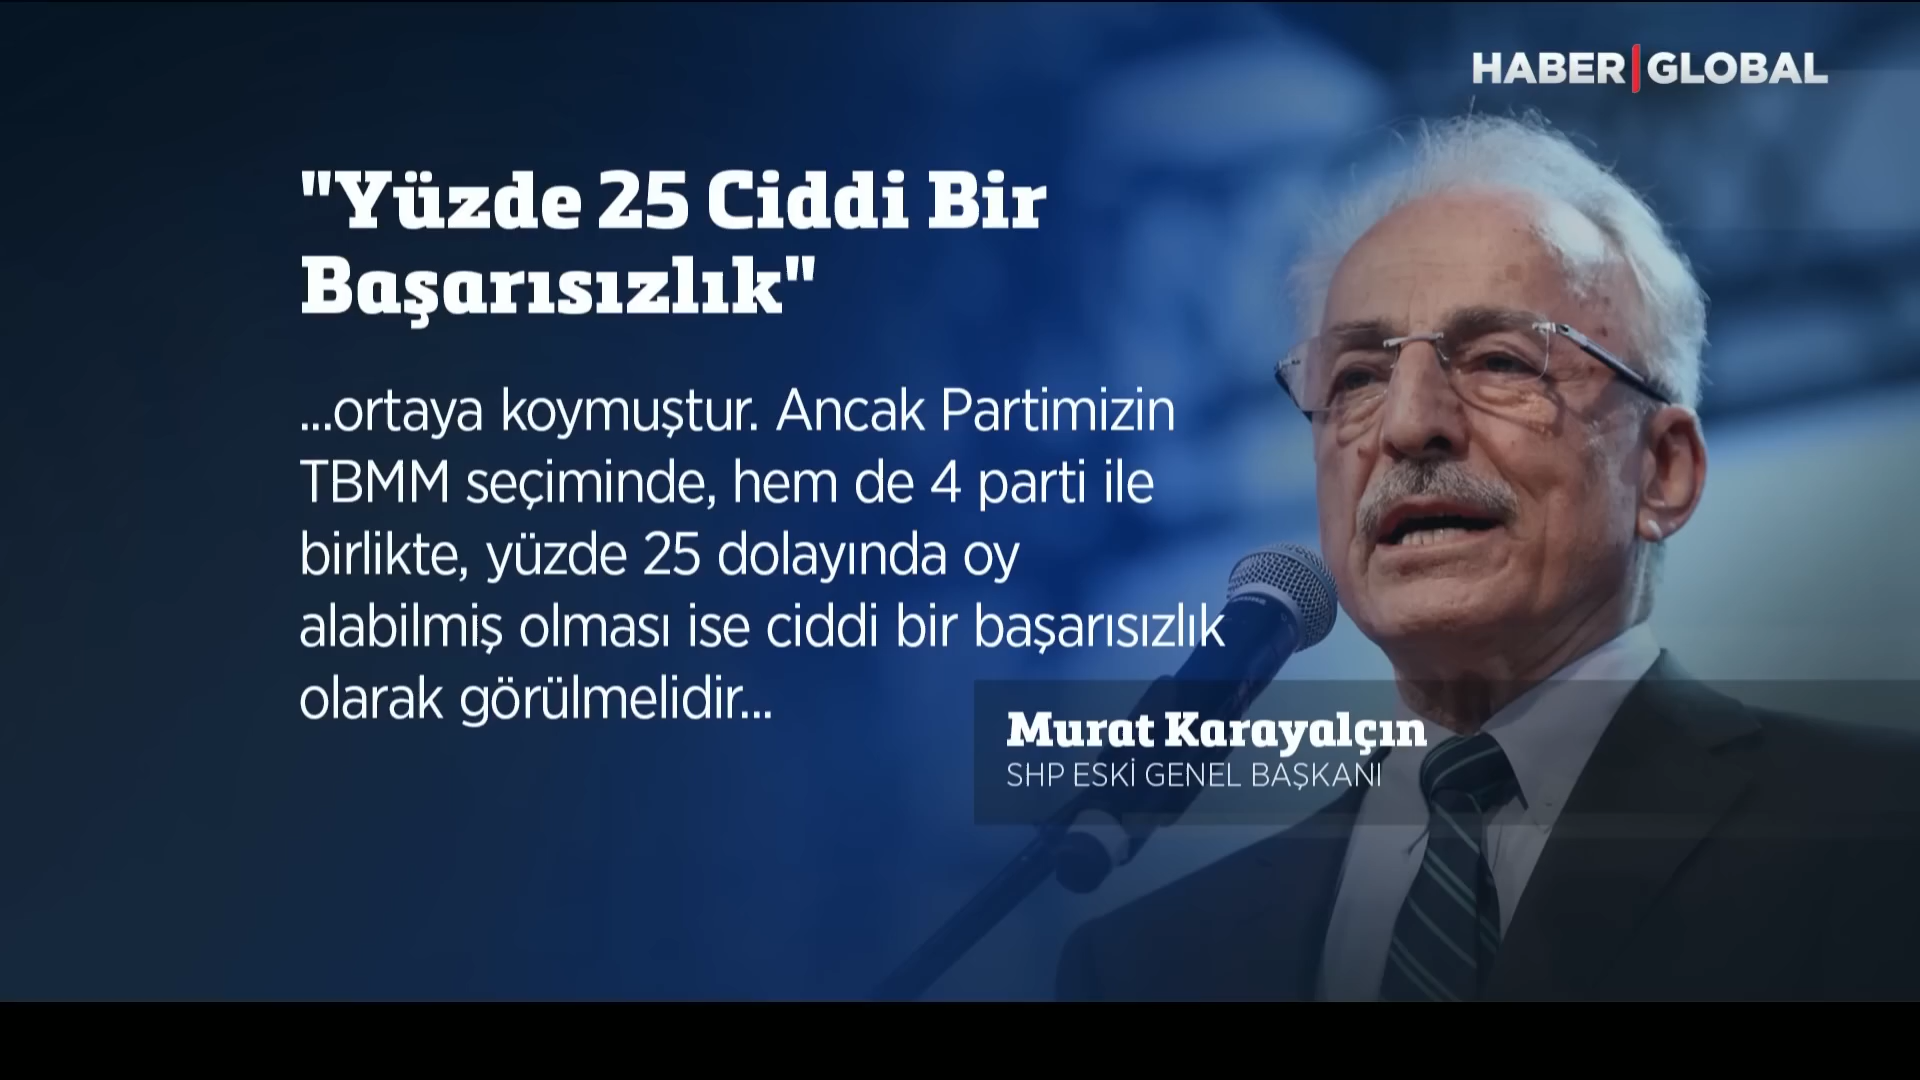 HABER|GLOBAL
"Yüzde 25 Ciddi Bir
Başarısızlık"
...ortaya koymuştur. Ancak Partimizin
TBMM seçiminde, hem de 4 parti ile
birlikte, yüzde 25 dolayında oy
alabilmiş olması ise ciddi bir başarısızlık
olarak görülmelidir...
Murat Karayalçın
SHP ESKİ GENEL BAŞKANI